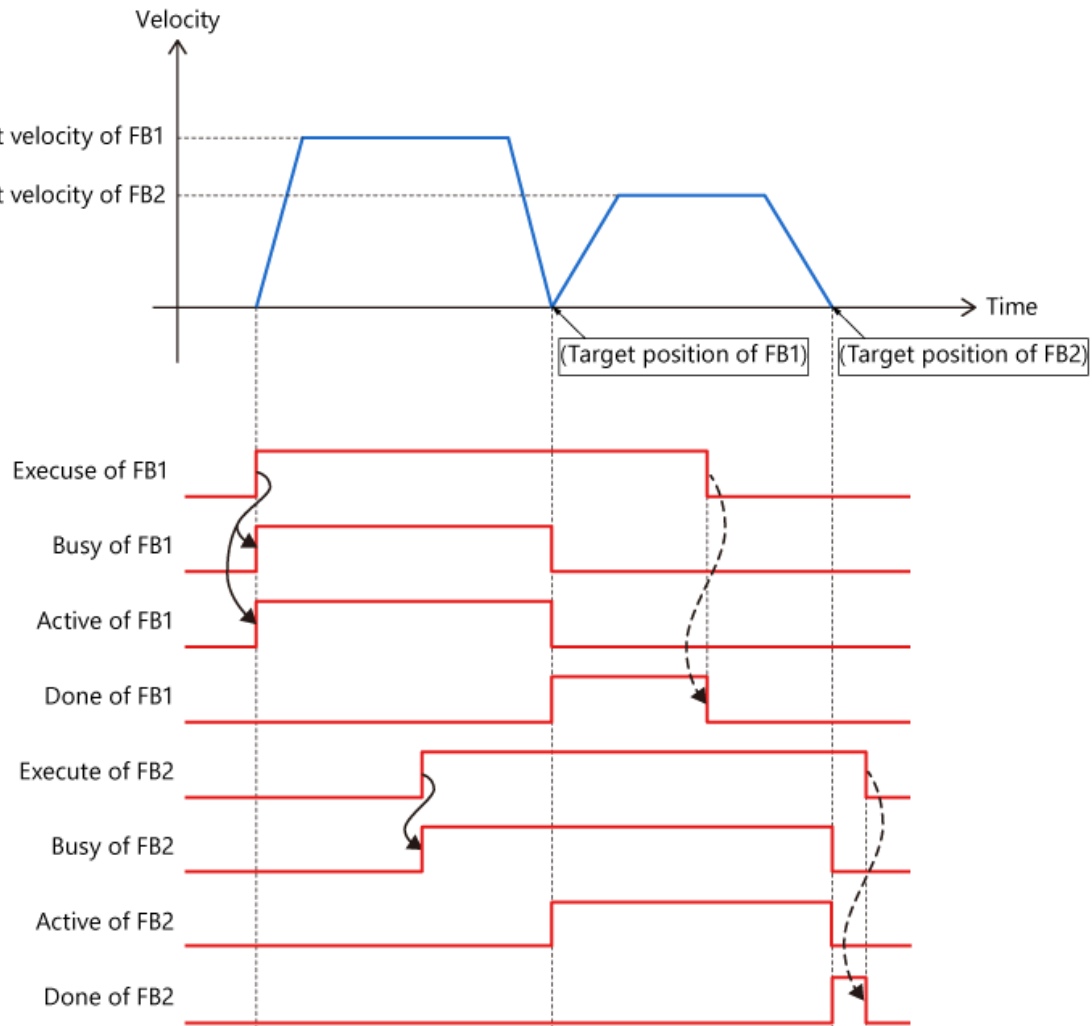 Velocity
t velocity of FB1
t velocity of FB2
Time
(Target position of FB1)
(Target position of FB2)
Execuse of FB1
Busy of FB1
Active of FB1
Done of FB1
Execute of FB2
Busy of FB2
Active of FB2
Done of FB2